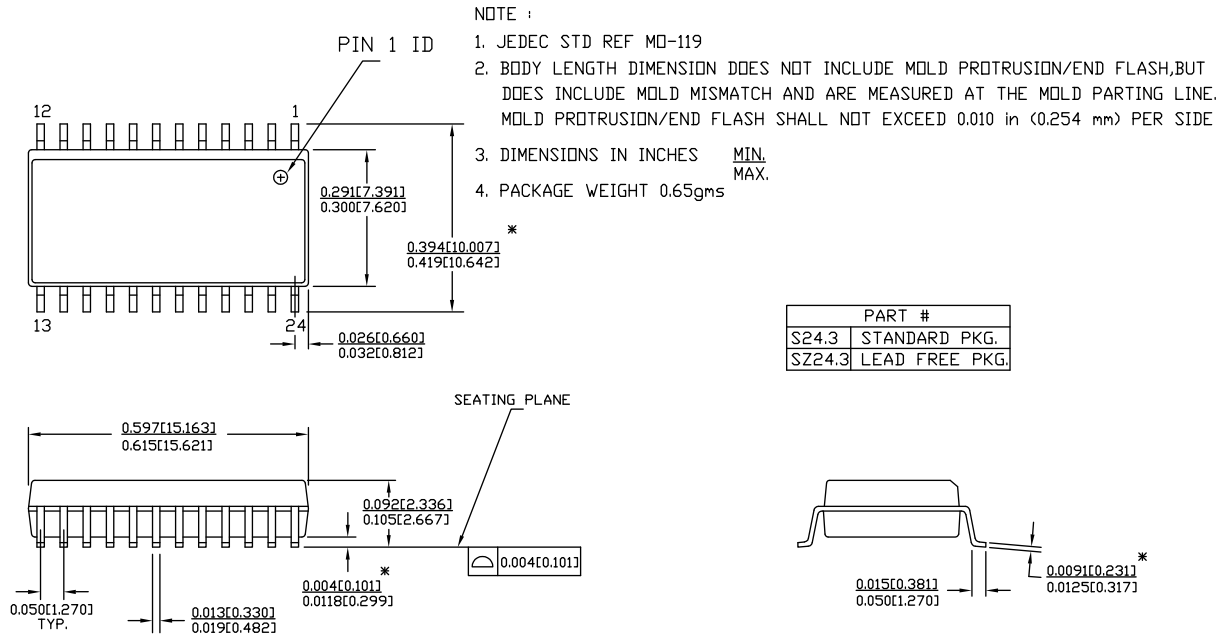 NOTE :
1. JEDEC STD REF MO-119
2. BODY LENGTH DIMENSION DOES NOT INCLUDE MOLD PROTRUSION/END FLASH,BUT
DOES INCLUDE MOLD MISMATCH AND ARE MEASURED AT THE MOLD PARTING LINE.
MOLD PROTRUSION/END FLASH SHALL NOT EXCEED 0.010 in (0.254 mm) PER SIDE
3. DIMENSIONS IN INCHES MIN.
MAX.
4. PACKAGE WEIGHT 0.65gms
PIN 1 ID
12 1
0.291[7.391]
0.300[7.620]
*
0.394[10.007]
0.419[10.642]
13 24
0.026[0.660]
0.032[0.812]
PART #
S24.3 STANDARD PKG.
SZ24.3 LEAD FREE PKG.
SEATING PLANE
0.597[15.163]
0.615[15.621]
0.092[2.336]
0.105[2.667]
0.004[0.101]
*
0.004[0.101]
0.0118[0.299]
0.050[1.270]
TYP.
0.013[0.330]
0.019[0.482]
0.015[0.381]
0.050[1.270]
*
0.0091[0.231]
0.0125[0.317]